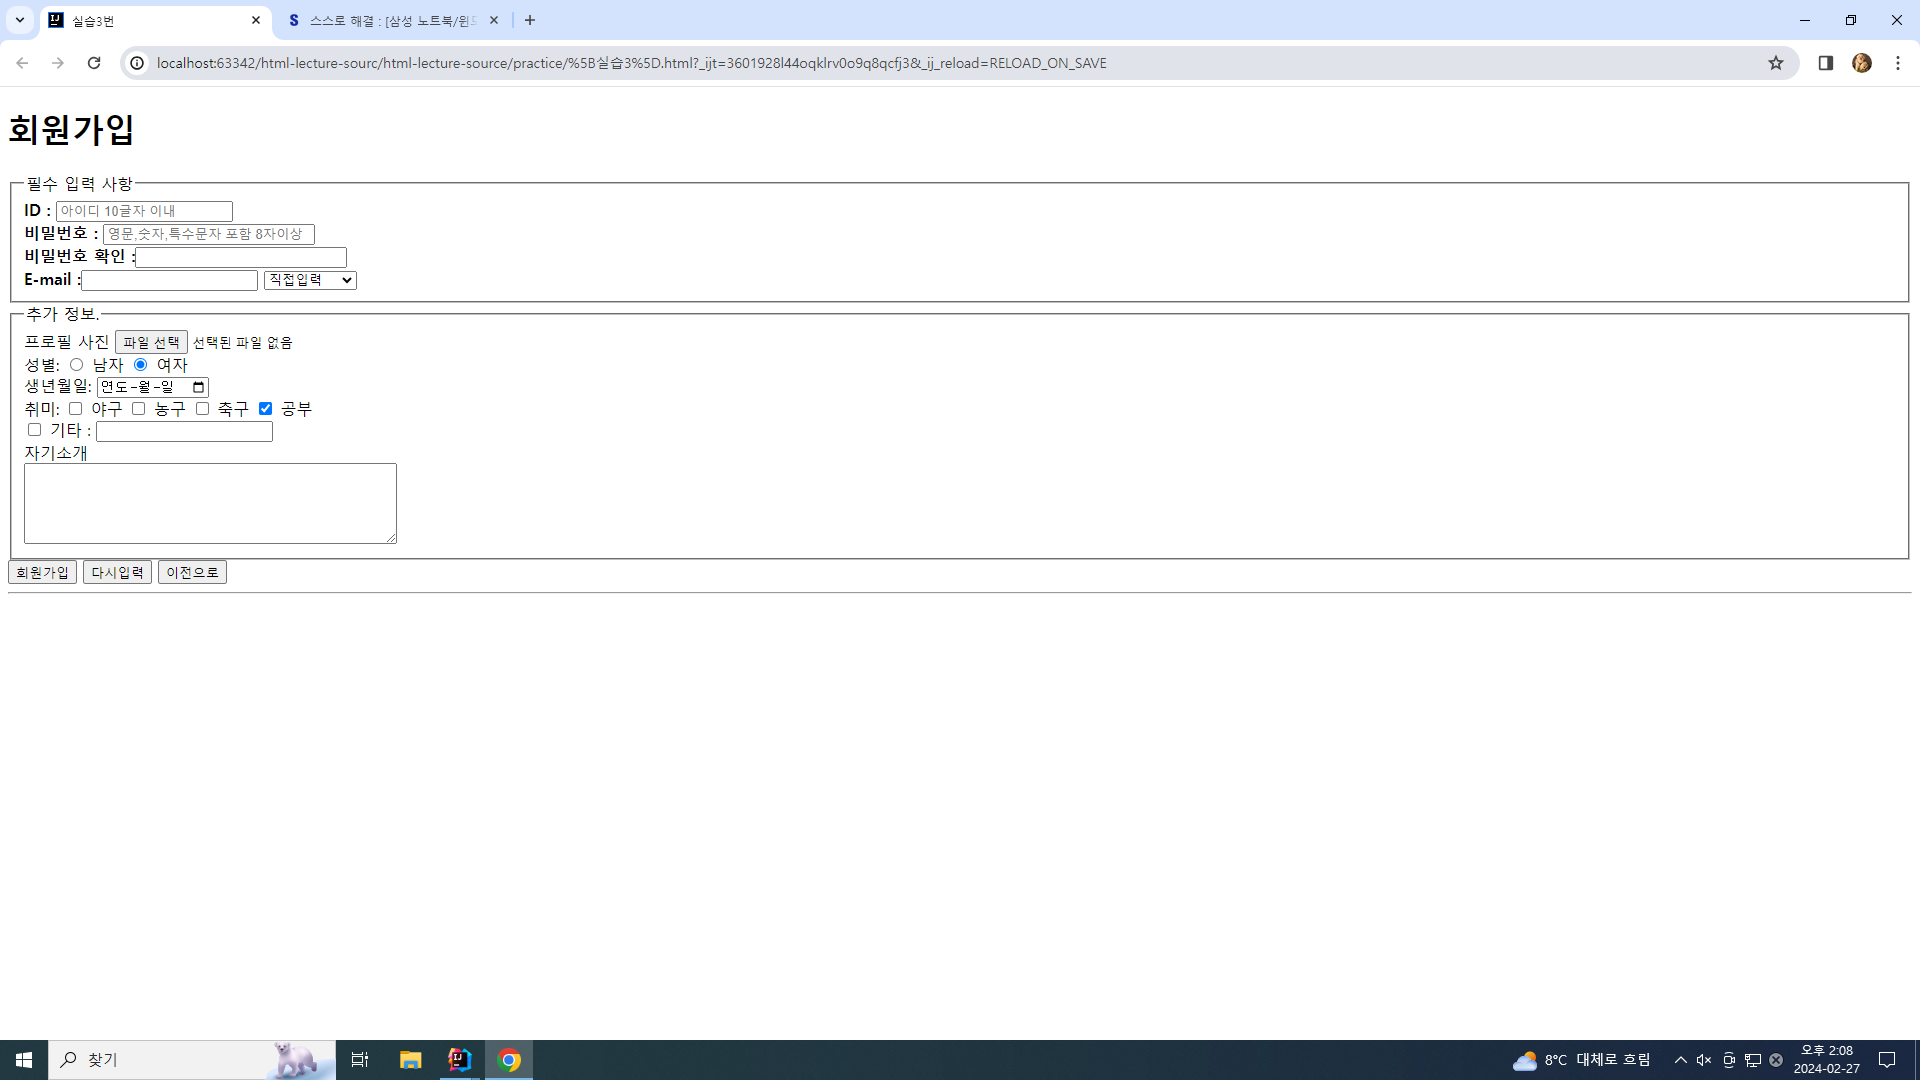 실습3번
스스로 해결 : [삼성 노트북/윈도
localhost:63342/html-lecture-sourc/html-lecture-source/practice/%5B실습3%5D.html?_ijt=3601928l44oqklrv0o9q8qcfj3&_ij_reload=RELOAD_ON_SAVE
회원가입
필수 입력 사항
ID : 아이디 10글자 이내
비밀번호 : 영문,숫자,특수문자 포함 8자이상
비밀번호 확인 :
E-mail : 직접입력
추가 정보.
프로필 사진 파일 선택 선택된 파일 없음
성별: 남자 여자
생년월일: 연도-월-일
취미: 야구 농구 축구 공부
기타 :
자기소개
회원가입 다시입력 이전으로
찾기
8°C 대체로 흐림
오후 2:08
2024-02-27